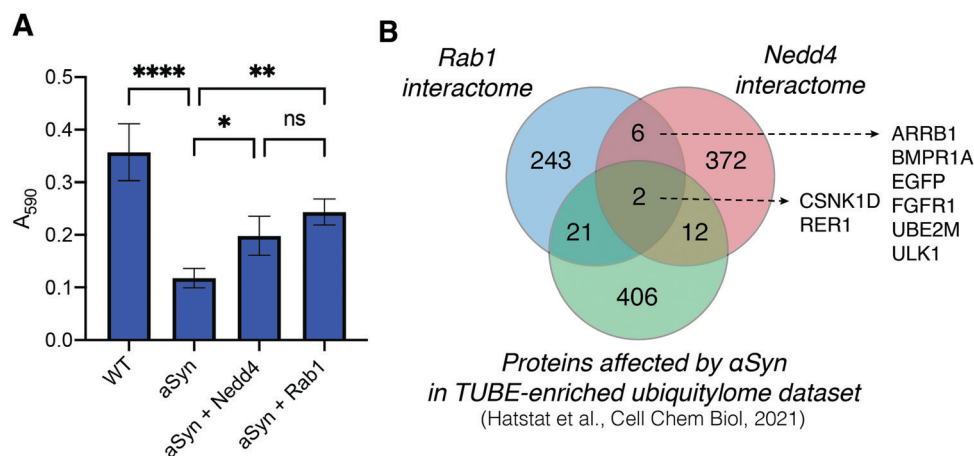 A
****
**
*
ns
0.5
0.4
0.3
0.2
0.1
0.0
A590
WT
aSyn
aSyn + Nedd4
aSyn + Rab1
B
Rab1
interactome
Nedd4
interactome
243
6
372
2
21
12
406
ARRB1
BMPR1A
EGFP
FGFR1
UBE2M
ULK1
CSNK1D
RER1
Proteins affected by αSyn
in TUBE-enriched ubiquitylome dataset
(Hatstat et al., Cell Chem Biol, 2021)